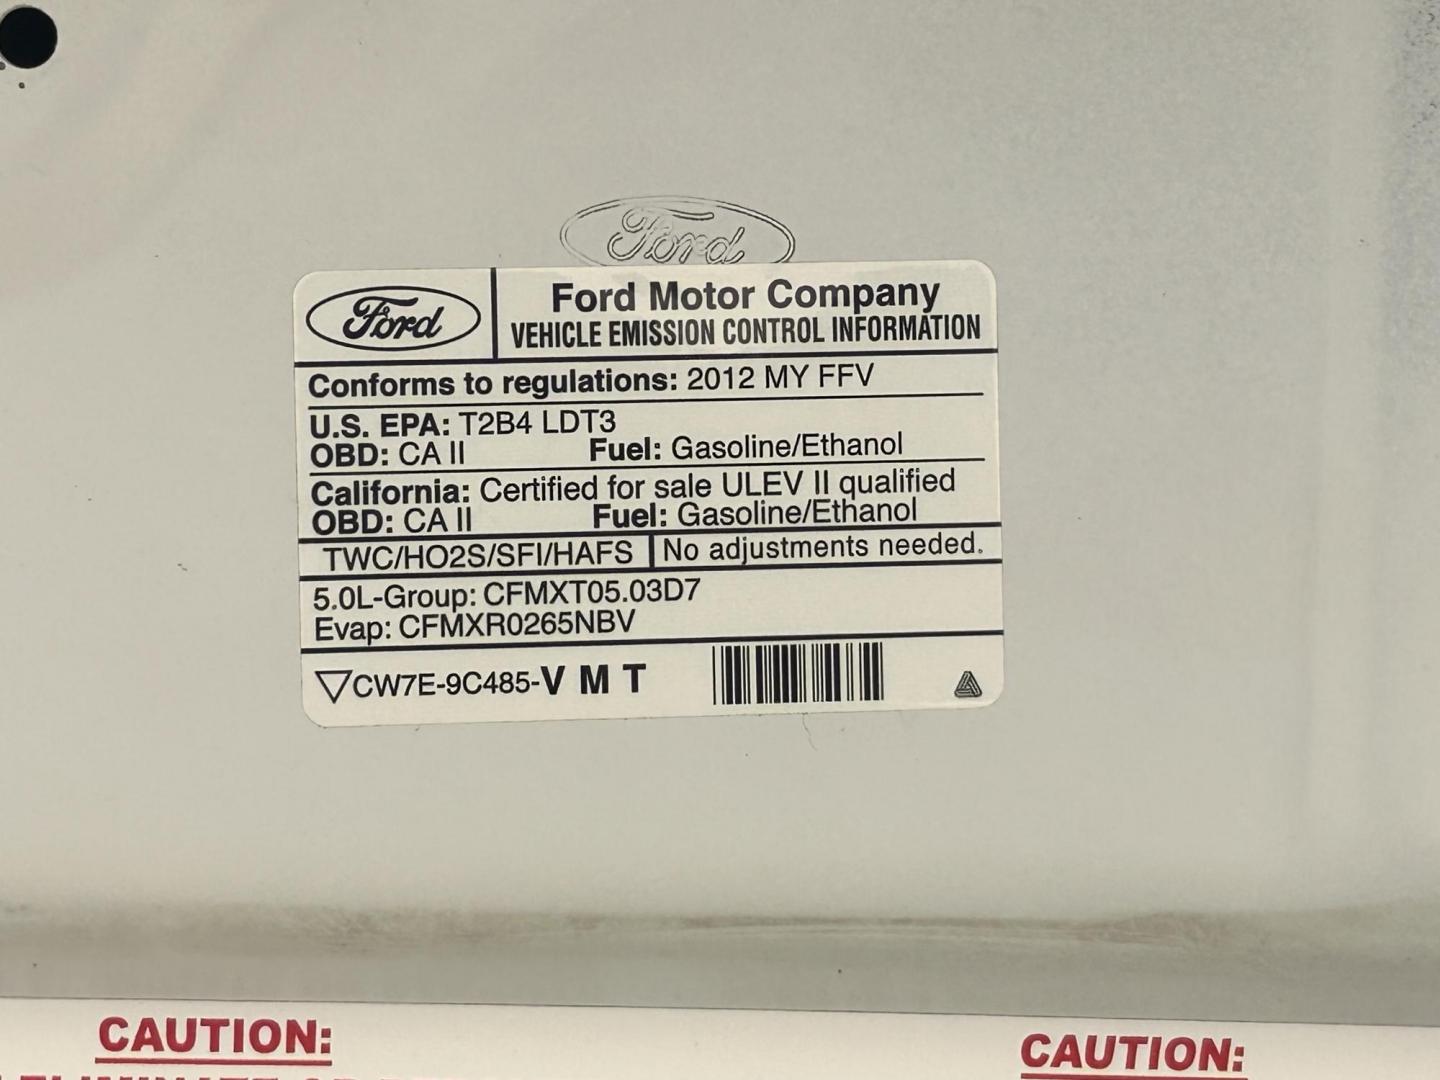 Ford
Ford
Ford Motor Company
VEHICLE EMISSION CONTROL INFORMATION
Conforms to regulations: 2012 MY FFV
U.S. EPA: T2B4 LDT3
OBD: CA II Fuel: Gasoline/Ethanol
California: Certified for sale ULEV II qualified
OBD: CA II Fuel: Gasoline/Ethanol
TWC/HO2S/SFI/HAFS No adjustments needed.
5.0L-Group: CFMXT05.03D7
Evap: CFMXR0265NBV
CW7E-9C485-V M T
CAUTION:
CAUTION: